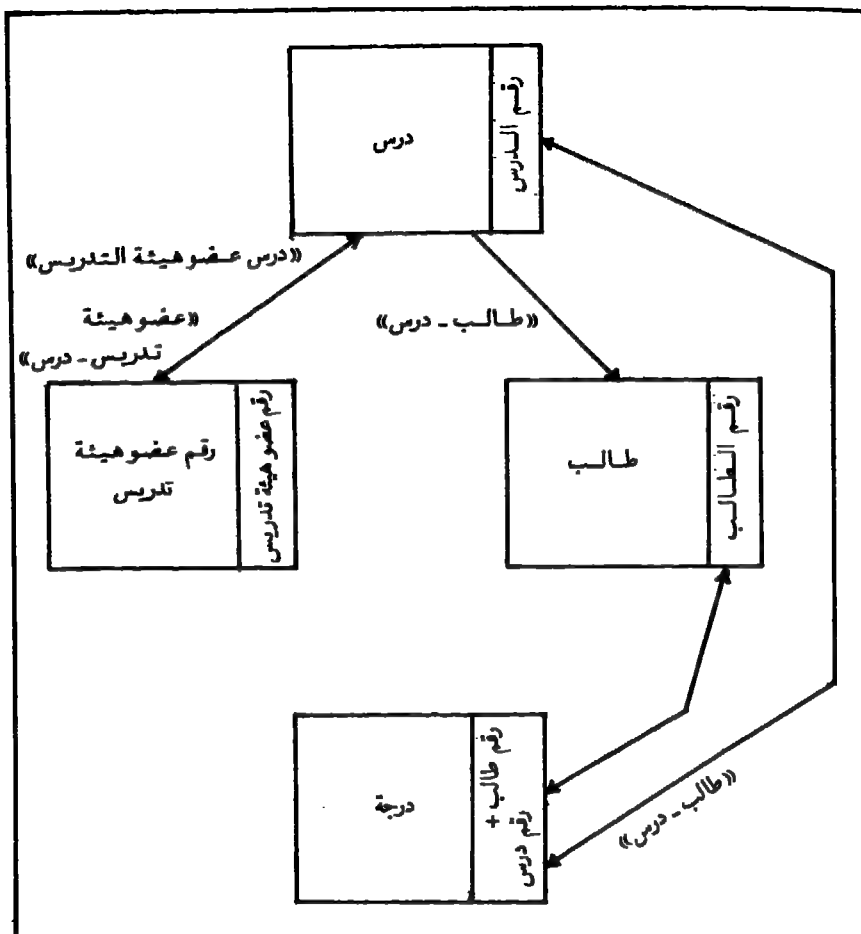 درس
رقم الدرس
«درس عضو هيئة التدريس»
«عضو هيئة
تدريس - درس»
«طالب - درس»
رقم عضو هيئة
تدريس
رقم عضو هيئة تدريس
طالب
رقم الطالب
درجة
رقم طالب +
رقم درس
«طالب - درس»